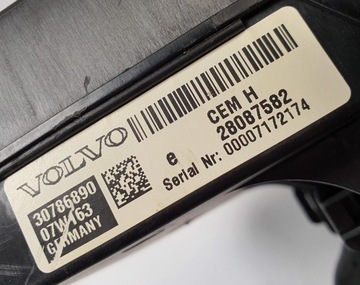 VOLVO
CEM H
28087582
e
Serial Nr: 00007172174
30786890
07W163
GERMANY